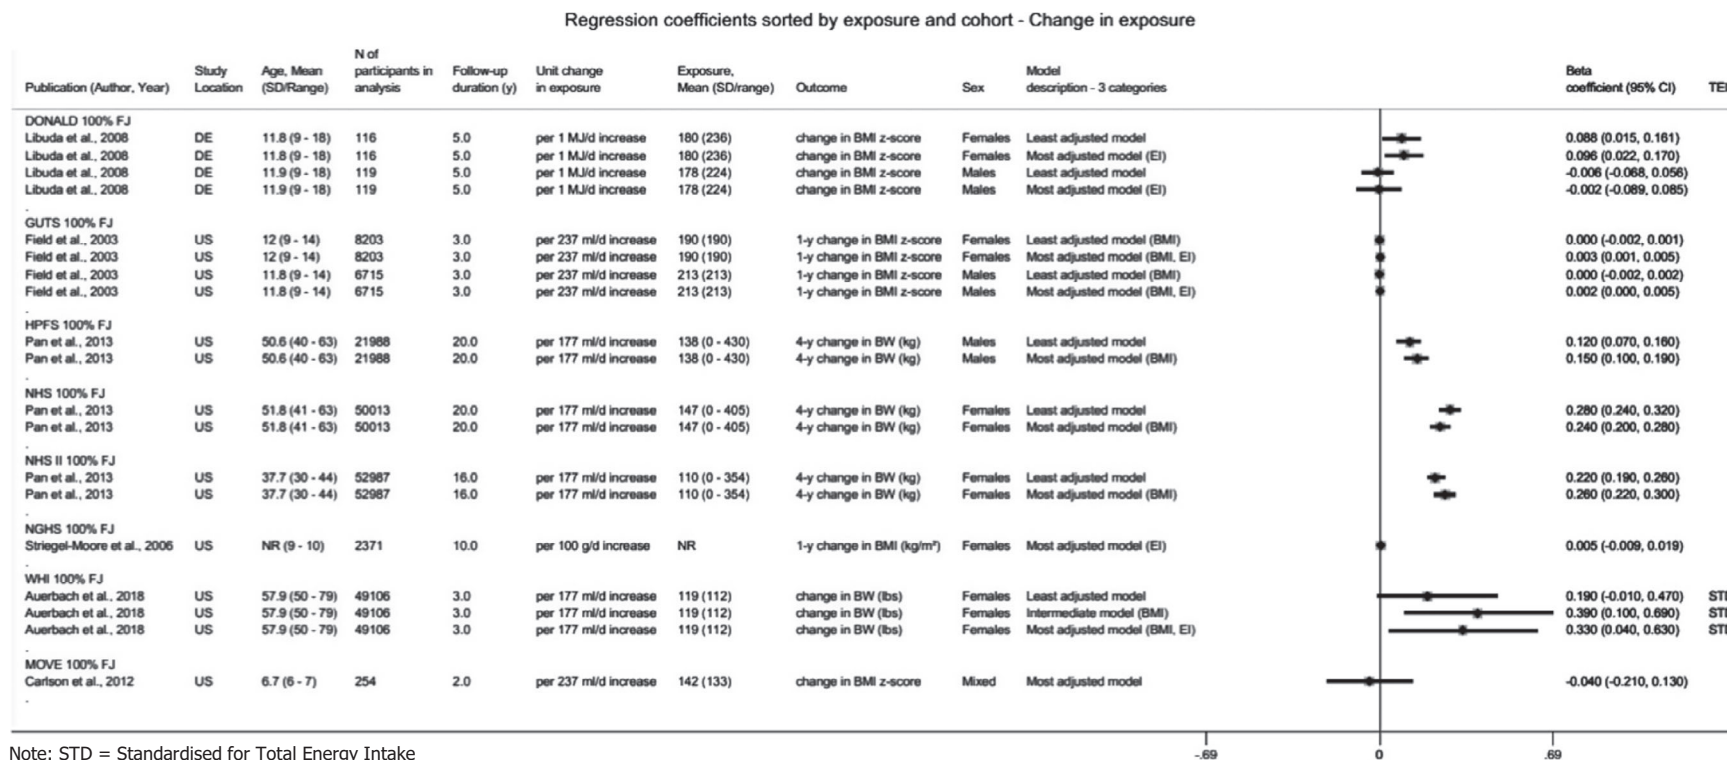 Regression coefficients sorted by exposure and cohort - Change in exposure
Publication (Author, Year) Study Location Age, Mean (SD/Range) N of participants in analysis Follow-up duration (y) Unit change in exposure Exposure, Mean (SD/range) Outcome Sex Model description - 3 categories Beta coefficient (95% CI) TEI
DONALD 100% FJ
Libuda et al., 2008 DE 11.8 (9 - 18) 116 5.0 per 1 MJ/d increase 180 (236) change in BMI z-score Females Least adjusted model 0.088 (0.015, 0.161)
Libuda et al., 2008 DE 11.8 (9 - 18) 116 5.0 per 1 MJ/d increase 180 (236) change in BMI z-score Females Most adjusted model (EI) 0.096 (0.022, 0.170)
Libuda et al., 2008 DE 11.9 (9 - 18) 119 5.0 per 1 MJ/d increase 178 (224) change in BMI z-score Males Least adjusted model -0.006 (-0.068, 0.056)
Libuda et al., 2008 DE 11.9 (9 - 18) 119 5.0 per 1 MJ/d increase 178 (224) change in BMI z-score Males Most adjusted model (EI) -0.002 (-0.089, 0.085)
.
GUTS 100% FJ
Field et al., 2003 US 12 (9 - 14) 8203 3.0 per 237 ml/d increase 190 (190) 1-y change in BMI z-score Females Least adjusted model (BMI) 0.000 (-0.002, 0.001)
Field et al., 2003 US 12 (9 - 14) 8203 3.0 per 237 ml/d increase 190 (190) 1-y change in BMI z-score Females Most adjusted model (BMI, EI) 0.003 (0.001, 0.005)
Field et al., 2003 US 11.8 (9 - 14) 6715 3.0 per 237 ml/d increase 213 (213) 1-y change in BMI z-score Males Least adjusted model (BMI) 0.000 (-0.002, 0.002)
Field et al., 2003 US 11.8 (9 - 14) 6715 3.0 per 237 ml/d increase 213 (213) 1-y change in BMI z-score Males Most adjusted model (BMI, EI) 0.002 (0.000, 0.005)
.
HPFS 100% FJ
Pan et al., 2013 US 50.6 (40 - 63) 21988 20.0 per 177 ml/d increase 138 (0 - 430) 4-y change in BW (kg) Males Least adjusted model 0.120 (0.070, 0.160)
Pan et al., 2013 US 50.6 (40 - 63) 21988 20.0 per 177 ml/d increase 138 (0 - 430) 4-y change in BW (kg) Males Most adjusted model (BMI) 0.150 (0.100, 0.190)
.
NHS 100% FJ
Pan et al., 2013 US 51.8 (41 - 63) 50013 20.0 per 177 ml/d increase 147 (0 - 405) 4-y change in BW (kg) Females Least adjusted model 0.280 (0.240, 0.320)
Pan et al., 2013 US 51.8 (41 - 63) 50013 20.0 per 177 ml/d increase 147 (0 - 405) 4-y change in BW (kg) Females Most adjusted model (BMI) 0.240 (0.200, 0.280)
.
NHS II 100% FJ
Pan et al., 2013 US 37.7 (30 - 44) 52987 16.0 per 177 ml/d increase 110 (0 - 354) 4-y change in BW (kg) Females Least adjusted model 0.220 (0.190, 0.260)
Pan et al., 2013 US 37.7 (30 - 44) 52987 16.0 per 177 ml/d increase 110 (0 - 354) 4-y change in BW (kg) Females Most adjusted model (BMI) 0.260 (0.220, 0.300)
.
NGHS 100% FJ
Striegel-Moore et al., 2006 US NR (9 - 10) 2371 10.0 per 100 g/d increase NR 1-y change in BMI (kg/m²) Females Most adjusted model (EI) 0.005 (-0.009, 0.019)
.
WHI 100% FJ
Auerbach et al., 2018 US 57.9 (50 - 79) 49106 3.0 per 177 ml/d increase 119 (112) change in BW (lbs) Females Least adjusted model 0.190 (-0.010, 0.470) STD
Auerbach et al., 2018 US 57.9 (50 - 79) 49106 3.0 per 177 ml/d increase 119 (112) change in BW (lbs) Females Intermediate model (BMI) 0.390 (0.100, 0.690) STD
Auerbach et al., 2018 US 57.9 (50 - 79) 49106 3.0 per 177 ml/d increase 119 (112) change in BW (lbs) Females Most adjusted model (BMI, EI) 0.330 (0.040, 0.630) STD
.
MOVE 100% FJ
Carlson et al., 2012 US 6.7 (6 - 7) 254 2.0 per 237 ml/d increase 142 (133) change in BMI z-score Mixed Most adjusted model -0.040 (-0.210, 0.130)
.
-.69 0 .69
Note: STD = Standardised for Total Energy Intake